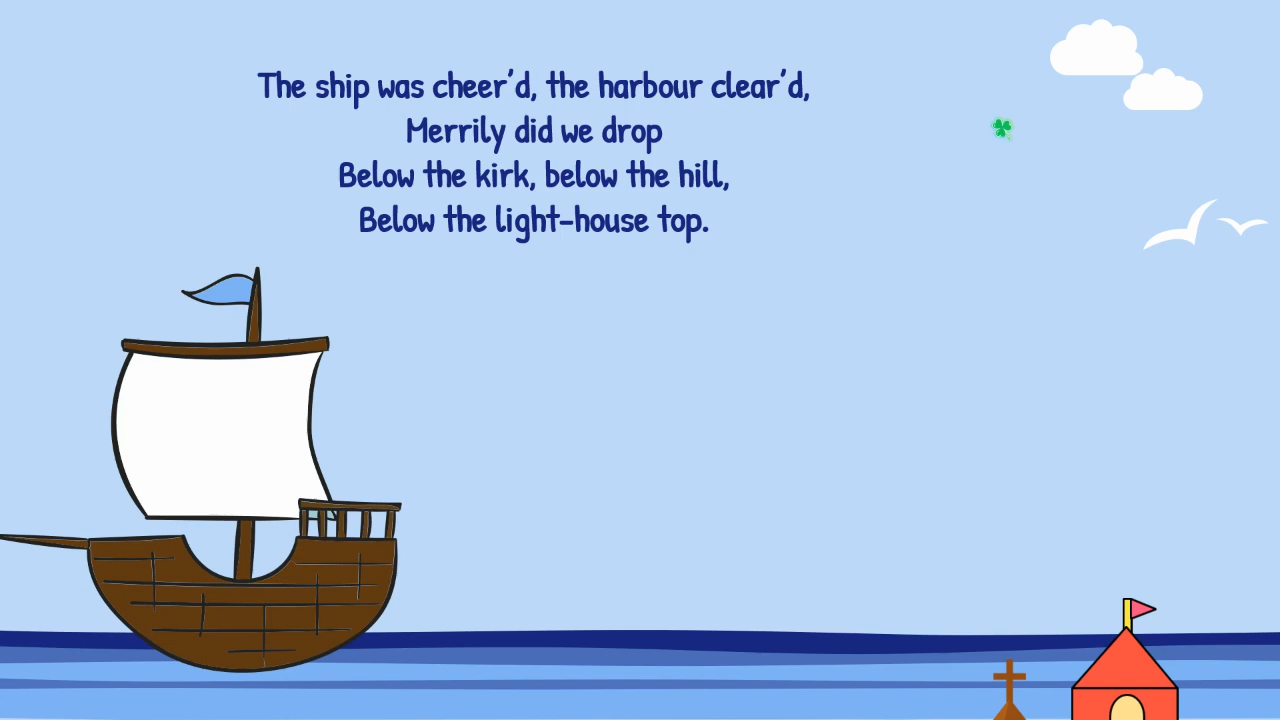 The ship was cheer'd, the harbour clear'd,
Merrily did we drop
Below the kirk, below the hill,
Below the light-house top.